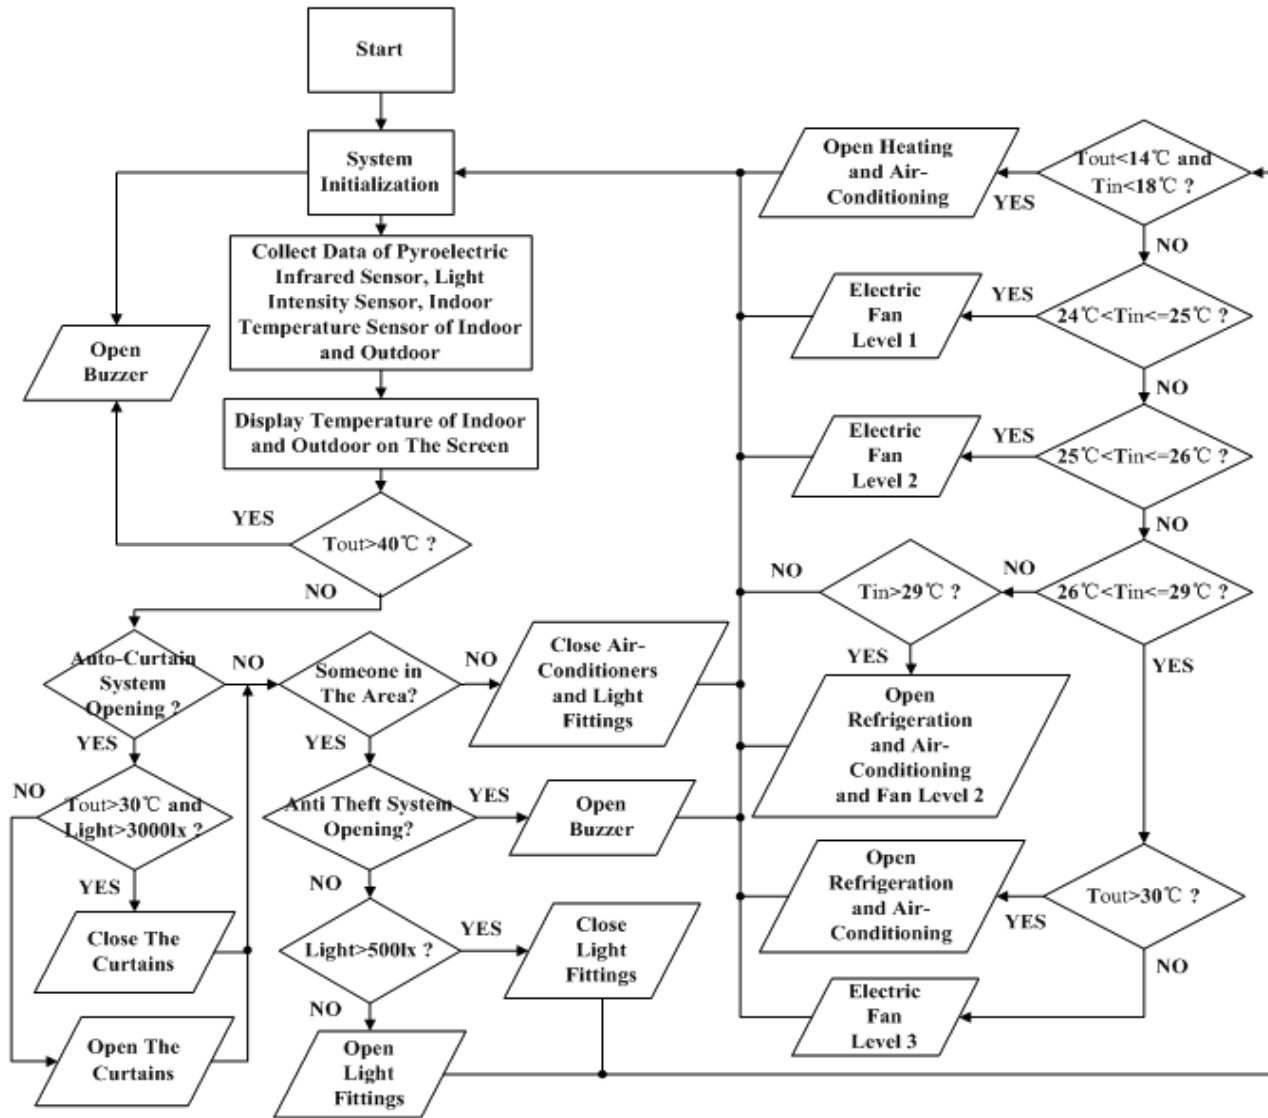 Start
System
Initialization
Collect Data of Pyroelectric
Infrared Sensor, Light
Intensity Sensor, Indoor
Temperature Sensor of Indoor
and Outdoor
Open
Buzzer
Display Temperature of Indoor
and Outdoor on The Screen
YES
Tout>40℃ ?
NO
Auto-Curtain
System
Opening ?
NO
YES
NO
Tout>30℃ and
Light>3000lx ?
YES
Close The
Curtains
Open The
Curtains
Someone in
The Area?
NO
Close Air-
Conditioners
and Light
Fittings
YES
Anti Theft System
Opening?
YES
Open
Buzzer
NO
Light>500lx ?
YES
Close
Light
Fittings
NO
Open
Light
Fittings
Open Heating
and Air-
Conditioning
YES
Tout<14℃ and
Tin<18℃ ?
NO
Electric
Fan
Level 1
YES
24℃<Tin<=25℃ ?
NO
Electric
Fan
Level 2
YES
25℃<Tin<=26℃ ?
NO
NO
Tin>29℃ ?
NO
26℃<Tin<=29℃ ?
YES
YES
Open
Refrigeration
and Air-
Conditioning
and Fan Level 2
Open
Refrigeration
and Air-
Conditioning
YES
Tout>30℃ ?
NO
Electric
Fan
Level 3